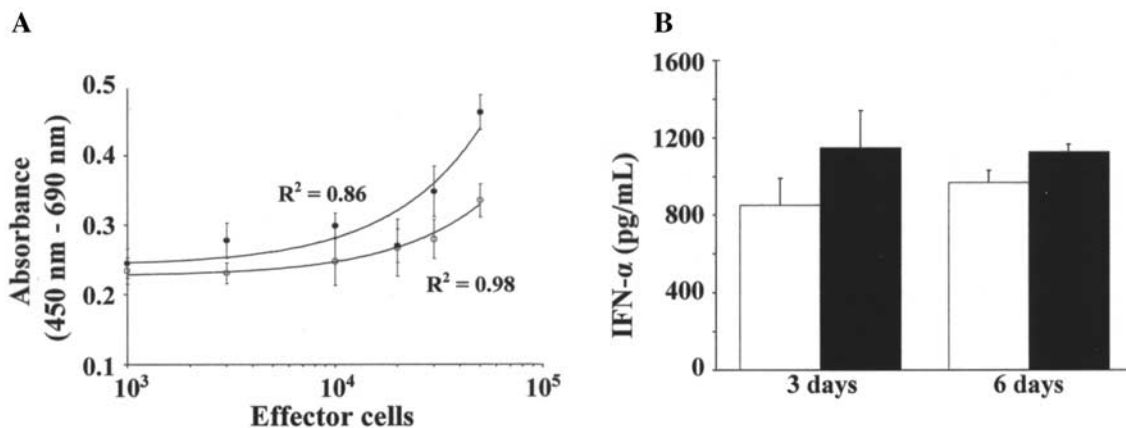 A
Absorbance
(450 nm - 690 nm)
0.5
0.4
0.3
0.2
0.1
R² = 0.86
R² = 0.98
10³
10⁴
10⁵
Effector cells
B
IFN-α (pg/mL)
1600
1200
800
400
0
3 days
6 days